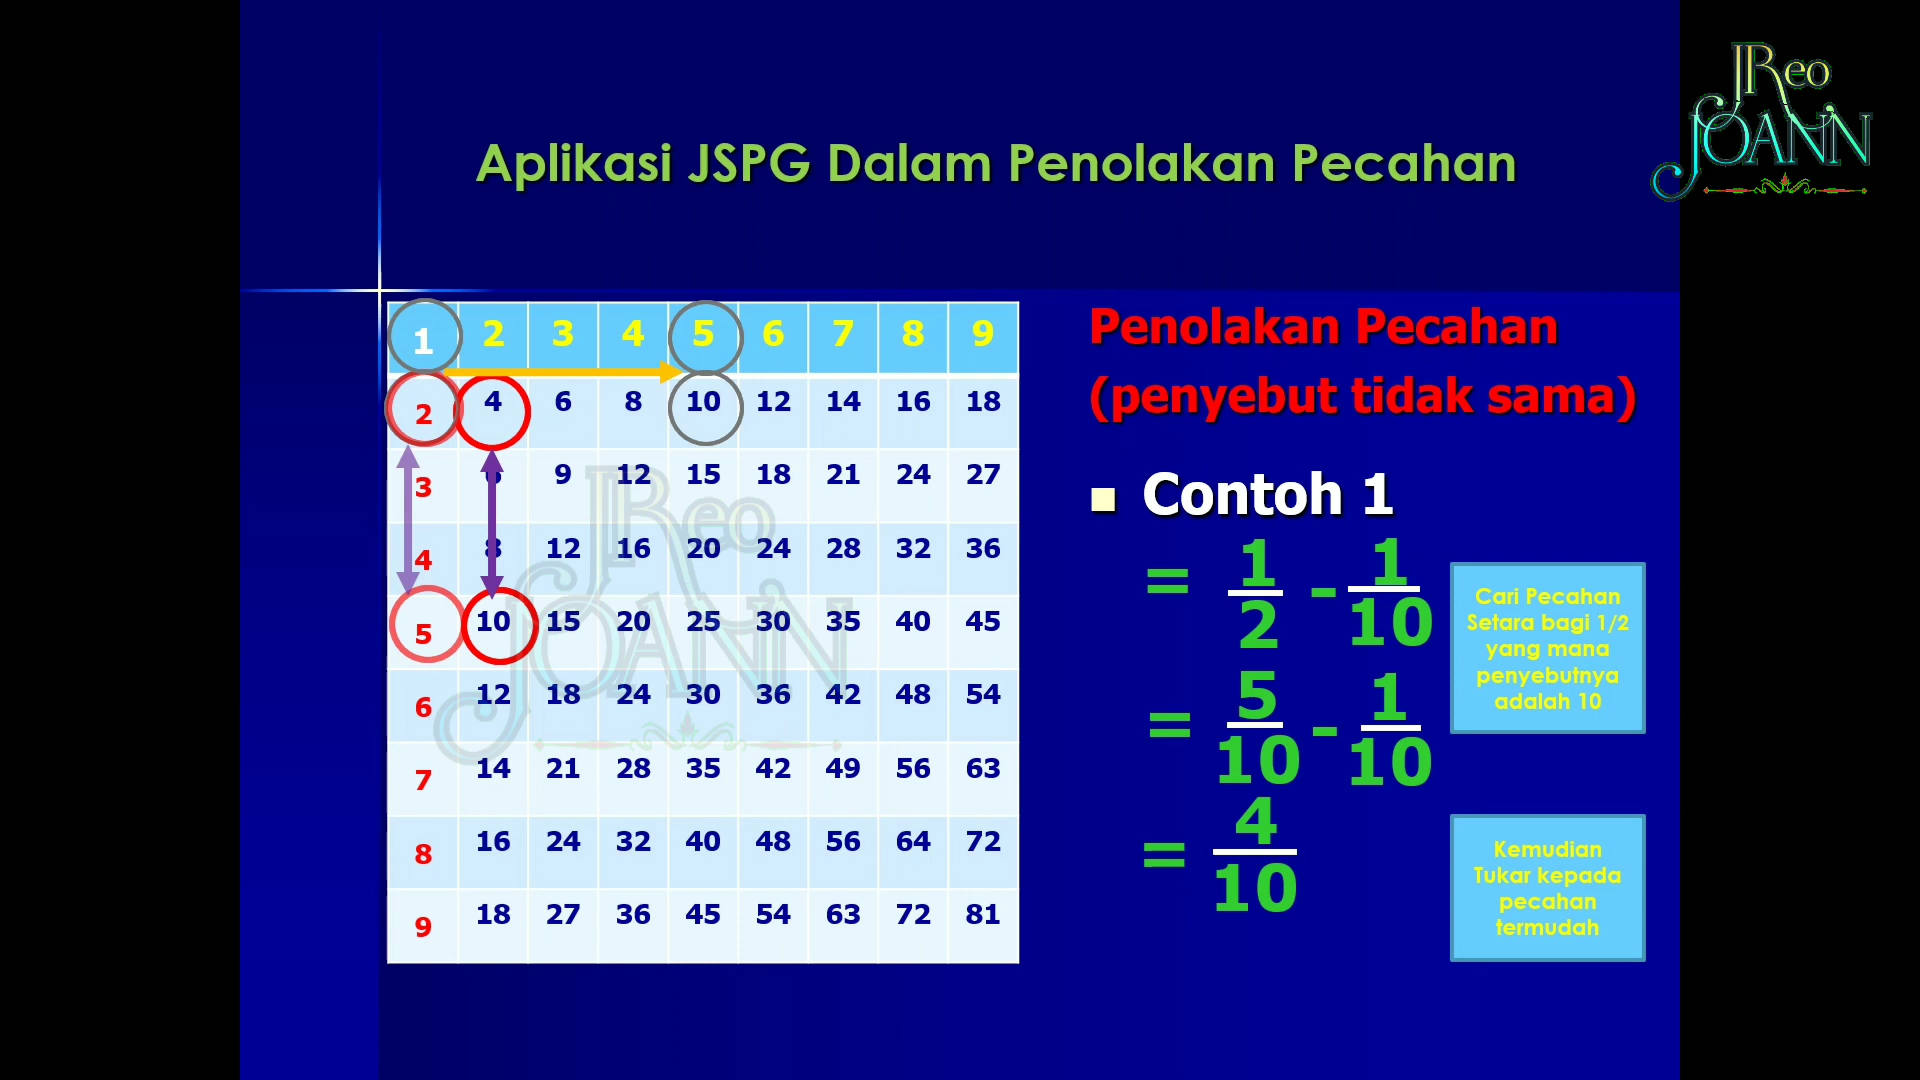 JReo
JOANN
Aplikasi JSPG Dalam Penolakan Pecahan
1 2 3 4 5 6 7 8 9
2 4 6 8 10 12 14 16 18
3 6 9 12 15 18 21 24 27
4 8 12 16 20 24 28 32 36
5 10 15 20 25 30 35 40 45
6 12 18 24 30 36 42 48 54
7 14 21 28 35 42 49 56 63
8 16 24 32 40 48 56 64 72
9 18 27 36 45 54 63 72 81
JReo
JOANN
Penolakan Pecahan
(penyebut tidak sama)
Contoh 1
= 1/2 - 1/10
= 5/10 - 1/10
= 4/10
Cari Pecahan
Setara bagi 1/2
yang mana
penyebutnya
adalah 10
Kemudian
Tukar kepada
pecahan
termudah